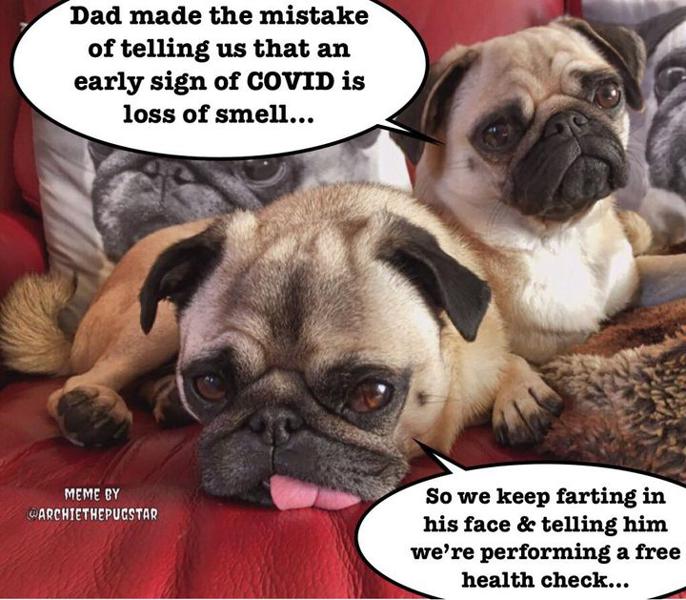 Dad made the mistake
of telling us that an
early sign of COVID is
loss of smell...
MEME BY
@ARCHIETHEPUGSTAR
So we keep farting in
his face & telling him
we're performing a free
health check...